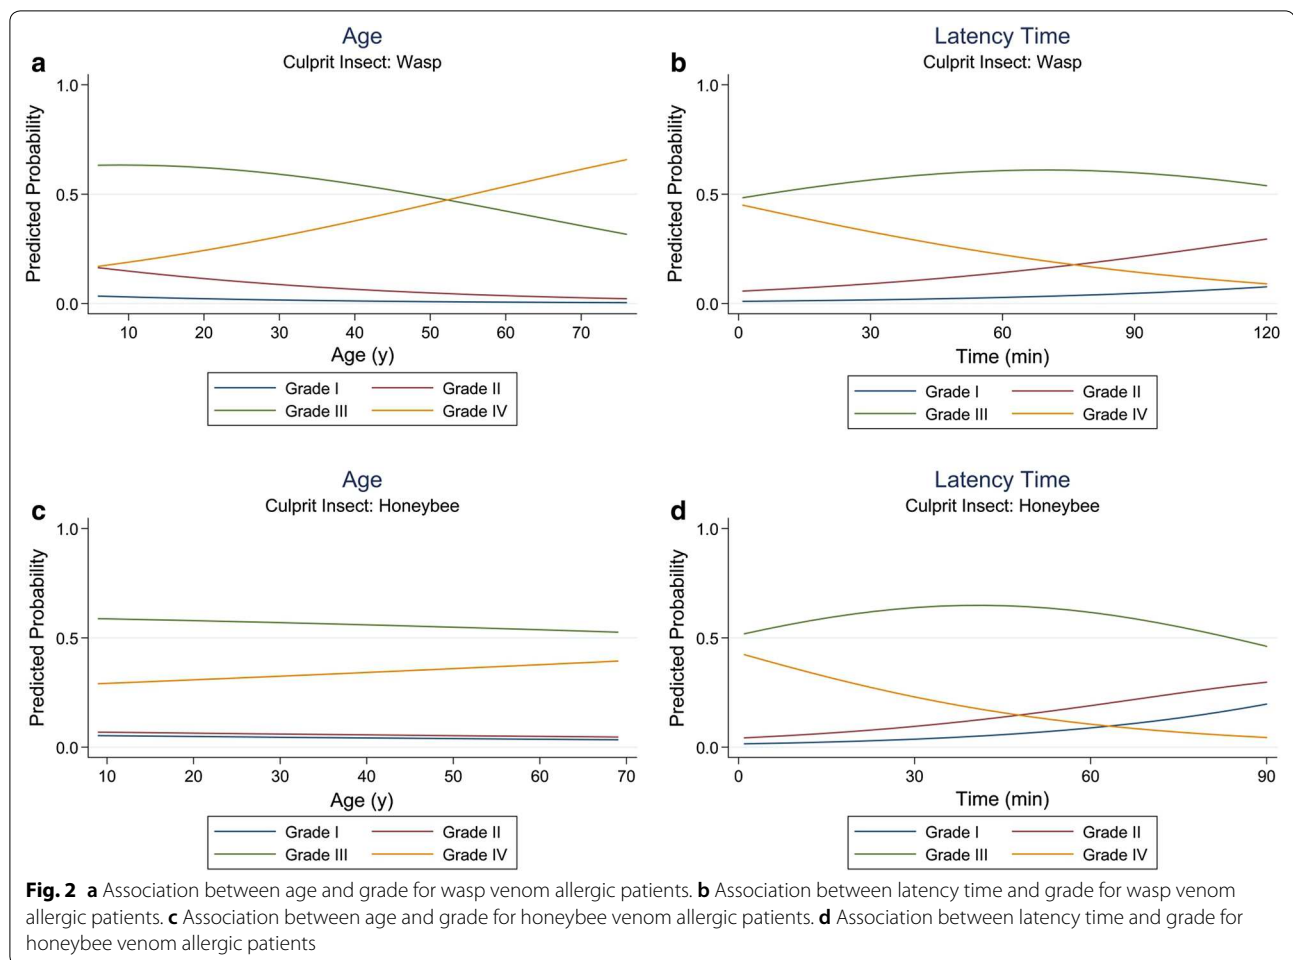 Age
Culprit Insect: Wasp
a
Predicted Probability
1.0
0.5
0.0
10 20 30 40 50 60 70
Age (y)
Grade I Grade II
Grade III Grade IV
Latency Time
Culprit Insect: Wasp
b
Predicted Probability
1.0
0.5
0.0
0 30 60 90 120
Time (min)
Grade I Grade II
Grade III Grade IV
Age
Culprit Insect: Honeybee
c
Predicted Probability
1.0
0.5
0.0
10 20 30 40 50 60 70
Age (y)
Grade I Grade II
Grade III Grade IV
Latency Time
Culprit Insect: Honeybee
d
Predicted Probability
1.0
0.5
0.0
0 30 60 90
Time (min)
Grade I Grade II
Grade III Grade IV
Fig. 2 a Association between age and grade for wasp venom allergic patients. b Association between latency time and grade for wasp venom
allergic patients. c Association between age and grade for honeybee venom allergic patients. d Association between latency time and grade for
honeybee venom allergic patients